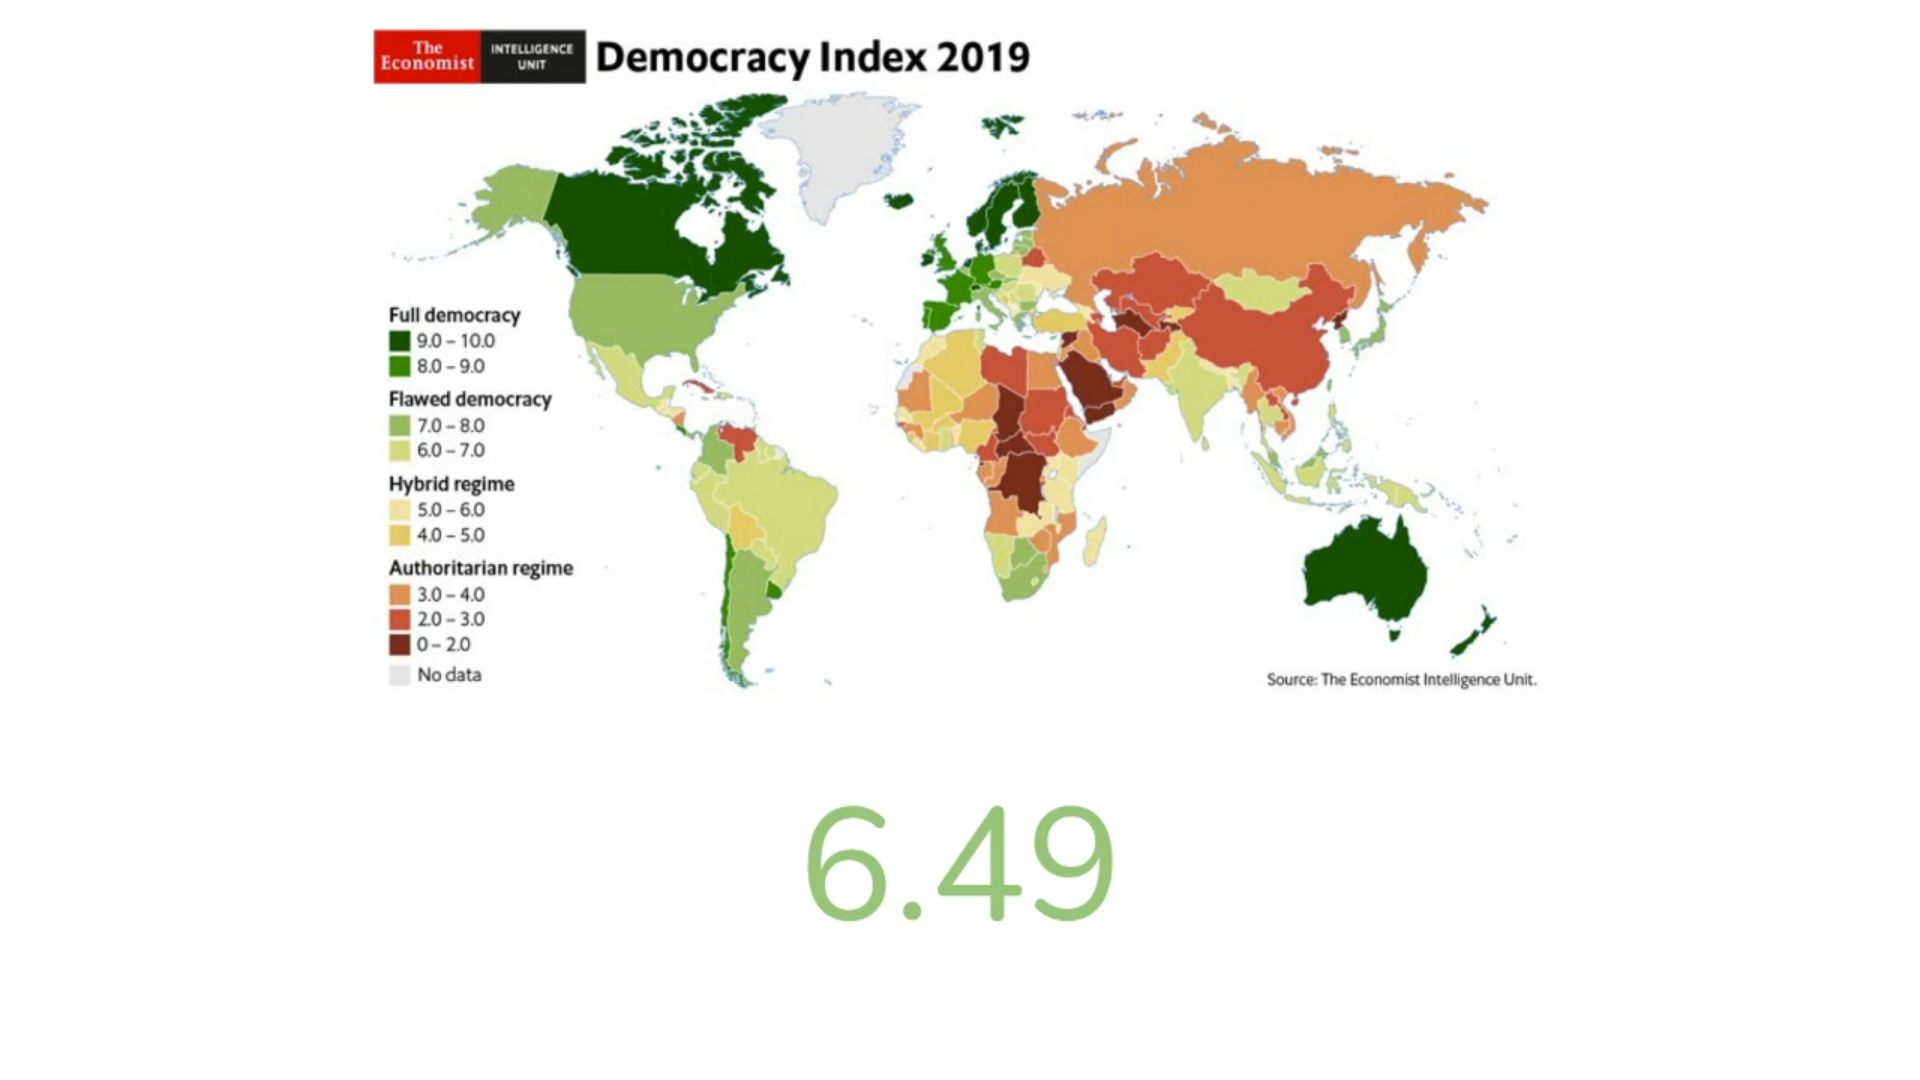 The
Economist
INTELLIGENCE
UNIT
Democracy Index 2019
Full democracy
9.0 – 10.0
8.0 – 9.0
Flawed democracy
7.0 – 8.0
6.0 – 7.0
Hybrid regime
5.0 – 6.0
4.0 – 5.0
Authoritarian regime
3.0 – 4.0
2.0 – 3.0
0 – 2.0
No data
Source: The Economist Intelligence Unit.
6.49